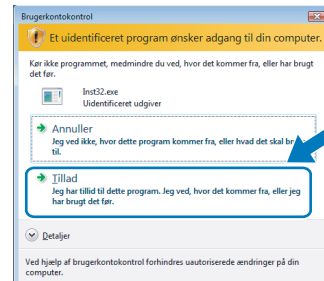 Brugerkontokontrol
Et uidentificeret program ønsker adgang til din computer.
Kør ikke programmet, medmindre du ved, hvor det kommer fra, eller har brugt
det før.
Inst32.exe
Uidentificeret udgiver
Annuller
Jeg ved ikke, hvor dette program kommer fra, eller hvad det skal bruges
til.
Tillad
Jeg har tillid til dette program. Jeg ved, hvor det kommer fra, eller jeg
har brugt det før.
Detaljer
Ved hjælp af brugerkontokontrol forhindres uautoriserede ændringer på din
computer.